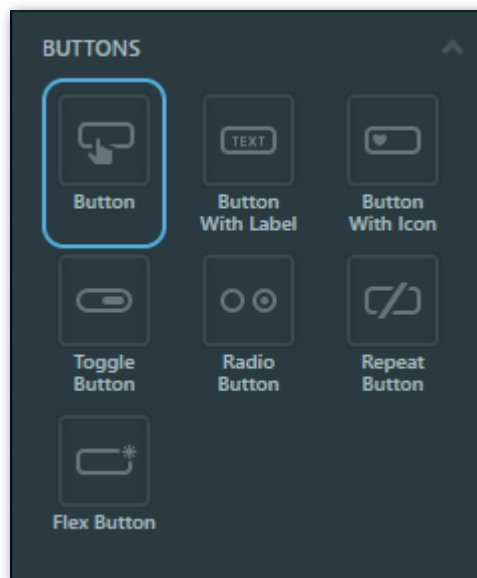 BUTTONS
TEXT
Button
Button
With Label
Button
With Icon
Toggle
Button
Radio
Button
Repeat
Button
Flex Button